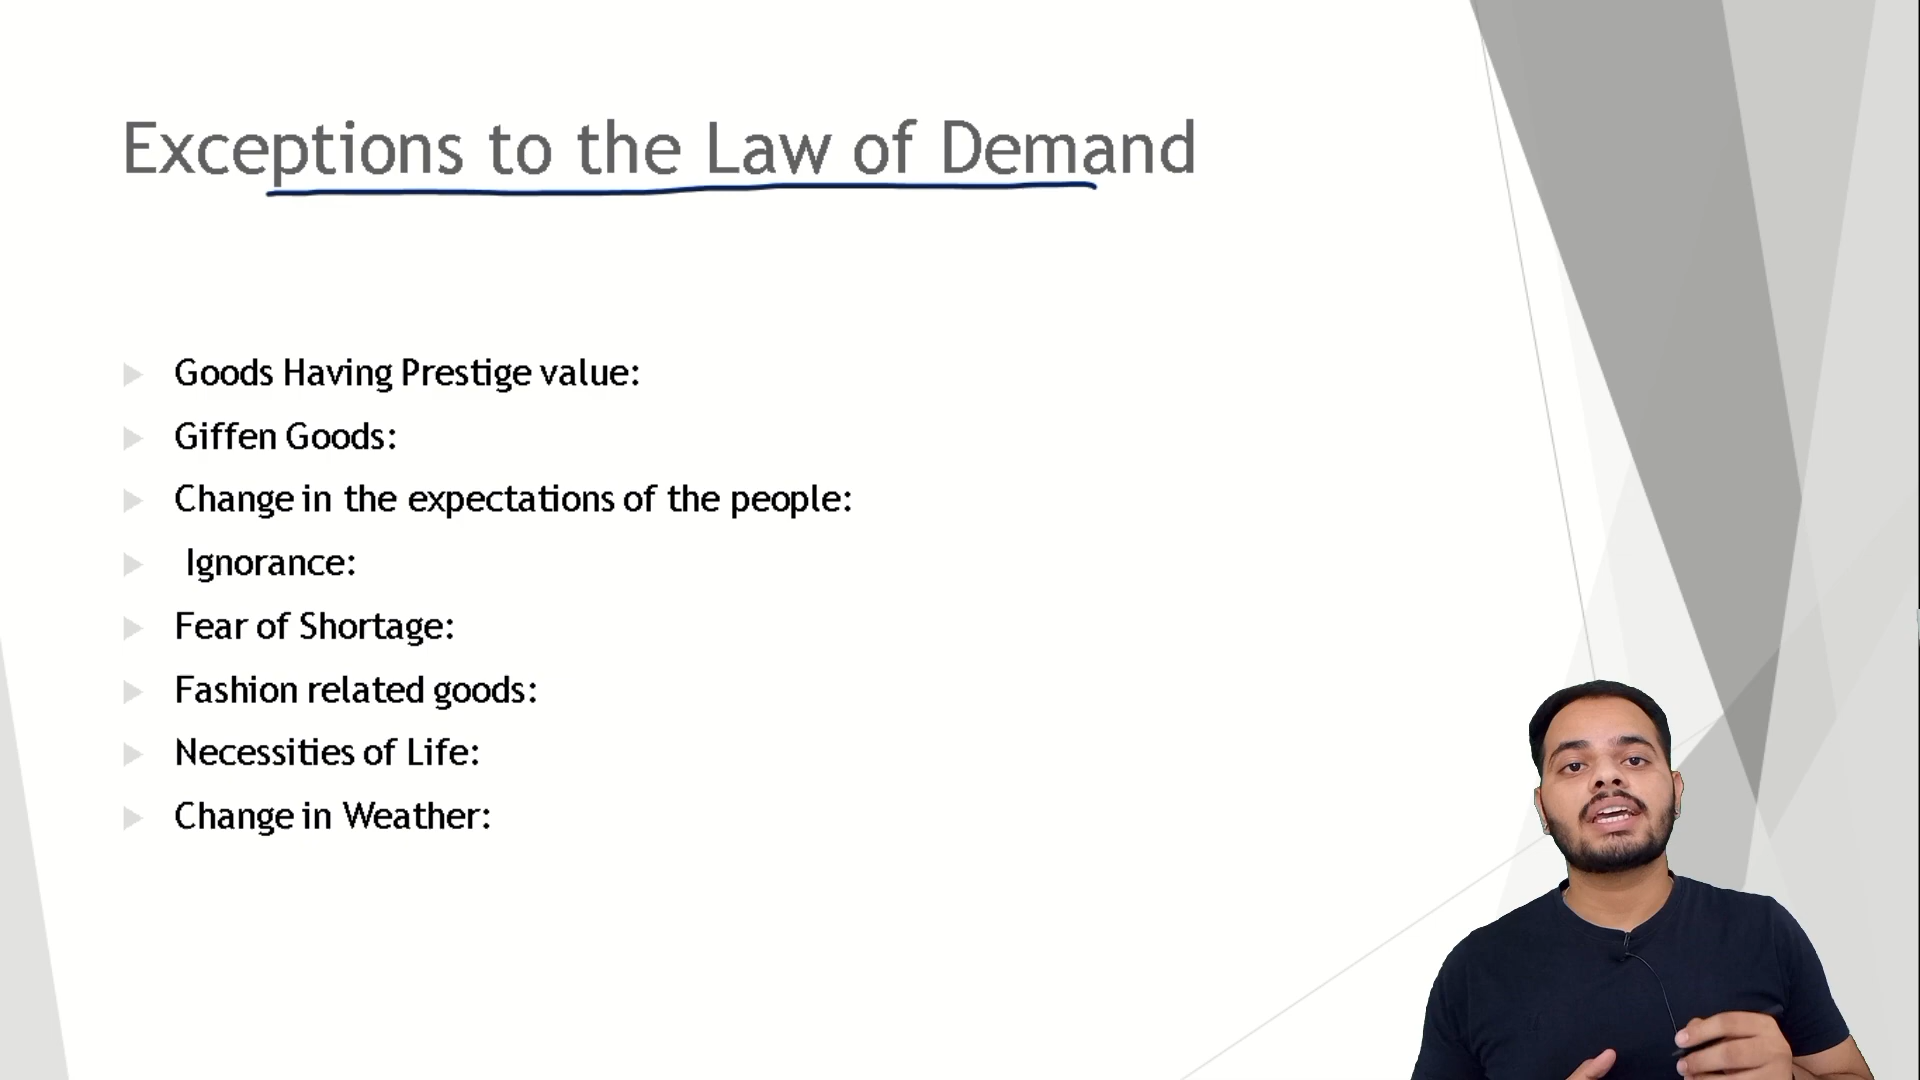 Exceptions to the Law of Demand
Goods Having Prestige value:
Giffen Goods:
Change in the expectations of the people:
Ignorance:
Fear of Shortage:
Fashion related goods:
Necessities of Life:
Change in Weather: